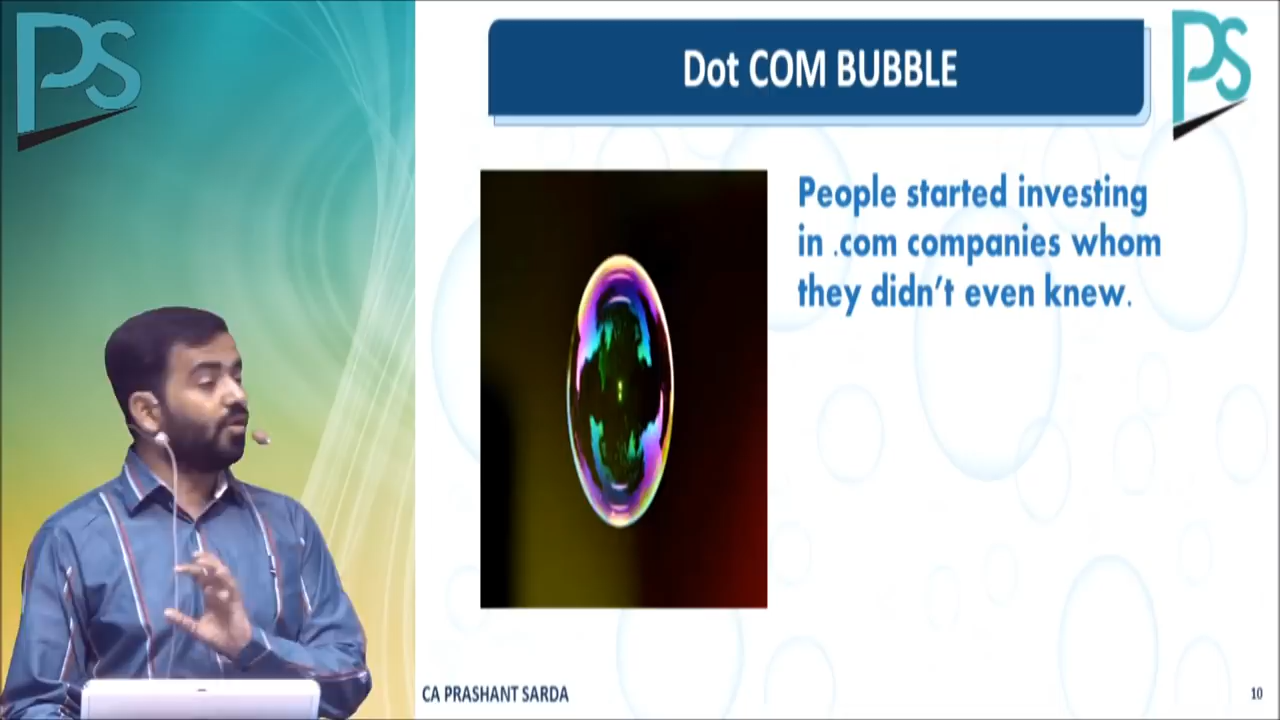 PS
Dot COM BUBBLE
PS
People started investing
in .com companies whom
they didn't even knew.
CA PRASHANT SARDA
10